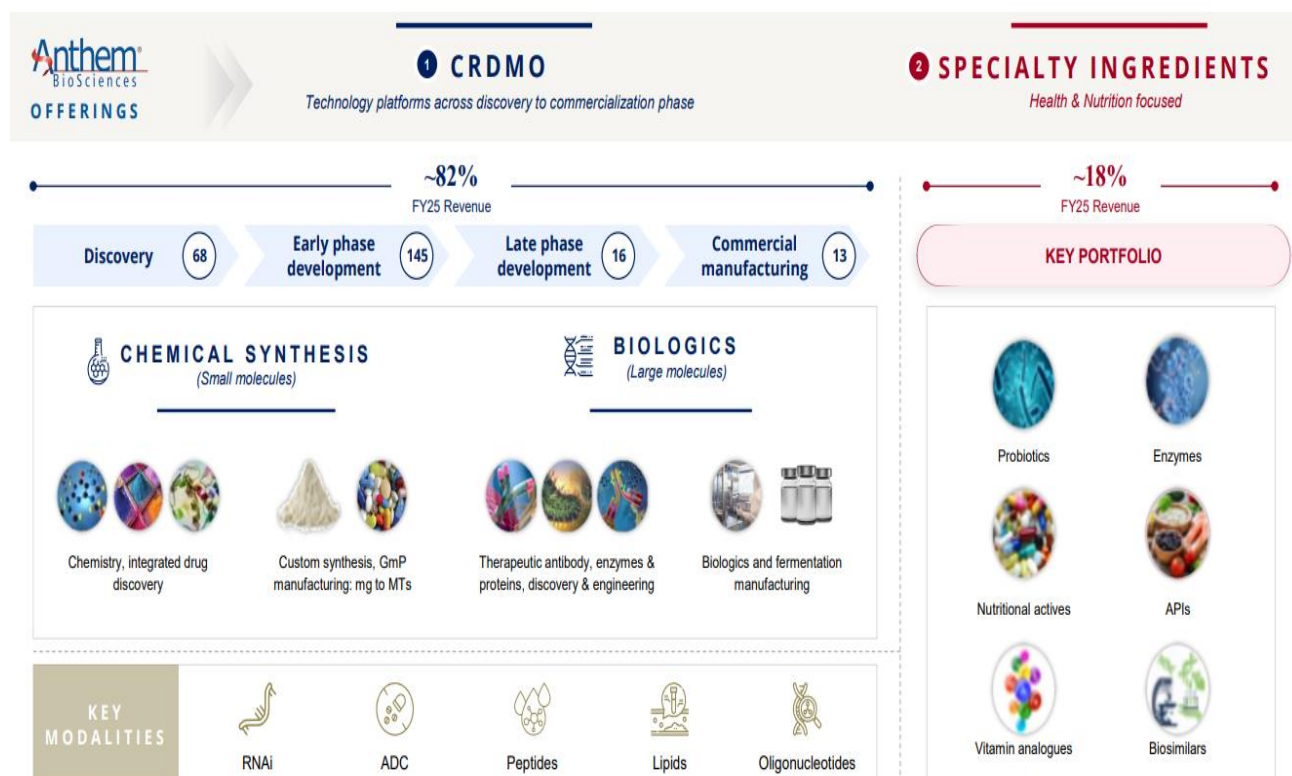 Anthem®
BioSciences
OFFERINGS
1 CRDMO
Technology platforms across discovery to commercialization phase
2 SPECIALTY INGREDIENTS
Health & Nutrition focused
~82%
FY25 Revenue
~18%
FY25 Revenue
Discovery 68
Early phase
development 145
Late phase
development 16
Commercial
manufacturing 13
KEY PORTFOLIO
CHEMICAL SYNTHESIS
(Small molecules)
BIOLOGICS
(Large molecules)
Chemistry, integrated drug
discovery
Custom synthesis, GmP
manufacturing: mg to MTs
Therapeutic antibody, enzymes &
proteins, discovery & engineering
Biologics and fermentation
manufacturing
Probiotics
Enzymes
Nutritional actives
APIs
Vitamin analogues
Biosimilars
KEY
MODALITIES
RNAi
ADC
Peptides
Lipids
Oligonucleotides